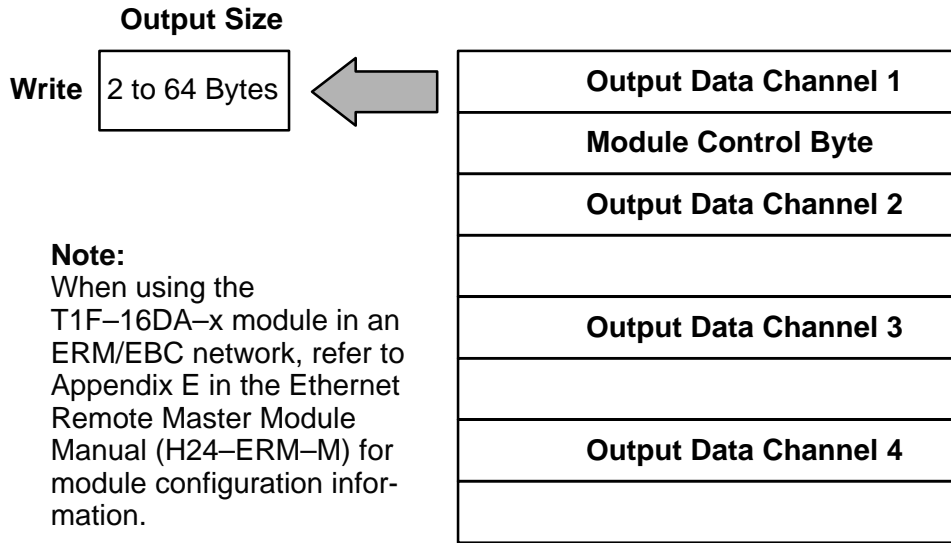 Output Size
Write 2 to 64 Bytes
Output Data Channel 1
Module Control Byte
Output Data Channel 2
Output Data Channel 3
Output Data Channel 4
Note:
When using the
T1F–16DA–x module in an
ERM/EBC network, refer to
Appendix E in the Ethernet
Remote Master Module
Manual (H24–ERM–M) for
module configuration infor-
mation.